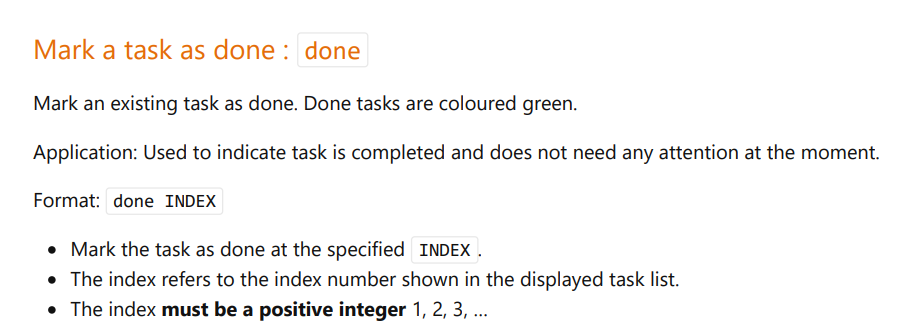 Mark a task as done : done
Mark an existing task as done. Done tasks are coloured green.
Application: Used to indicate task is completed and does not need any attention at the moment.
Format: done INDEX
• Mark the task as done at the specified INDEX.
• The index refers to the index number shown in the displayed task list.
• The index must be a positive integer 1, 2, 3, …